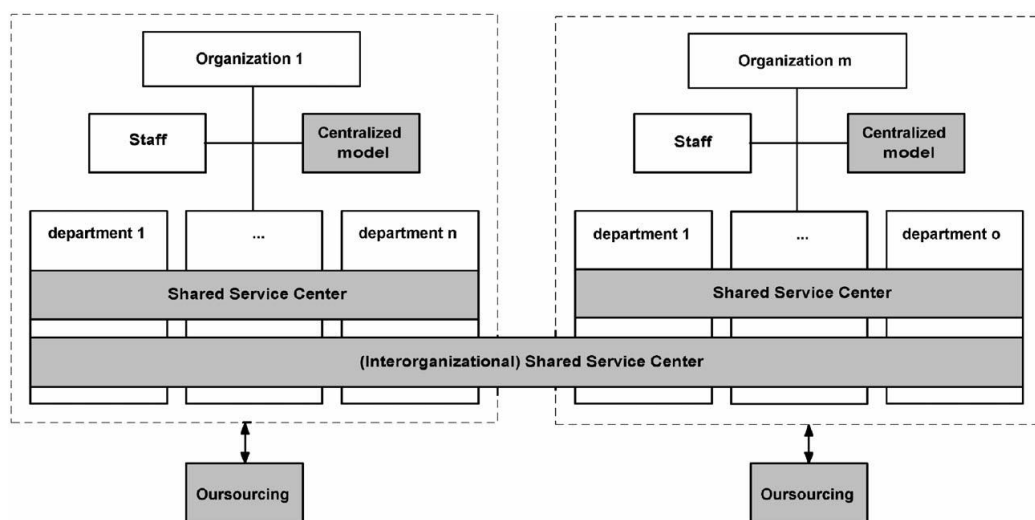 Organization 1
Organization m
Staff
Centralized
model
Staff
Centralized
model
department 1
...
department n
department 1
...
department o
Shared Service Center
Shared Service Center
(Interorganizational) Shared Service Center
Oursourcing
Oursourcing